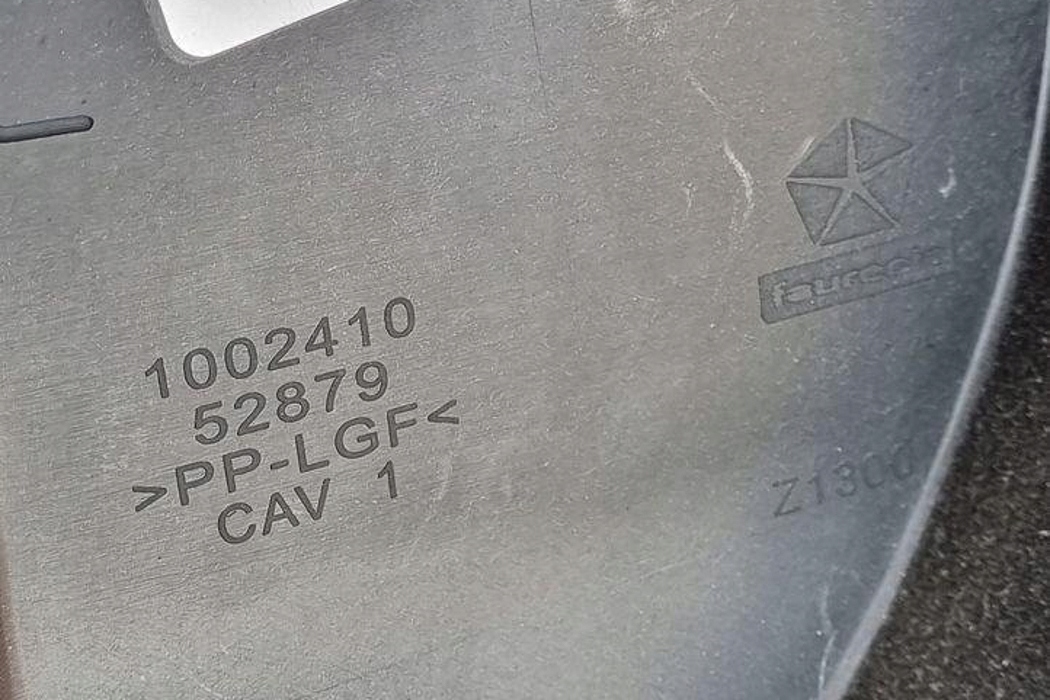 1002410
52879
>PP-LGF<
CAV 1
faurecia